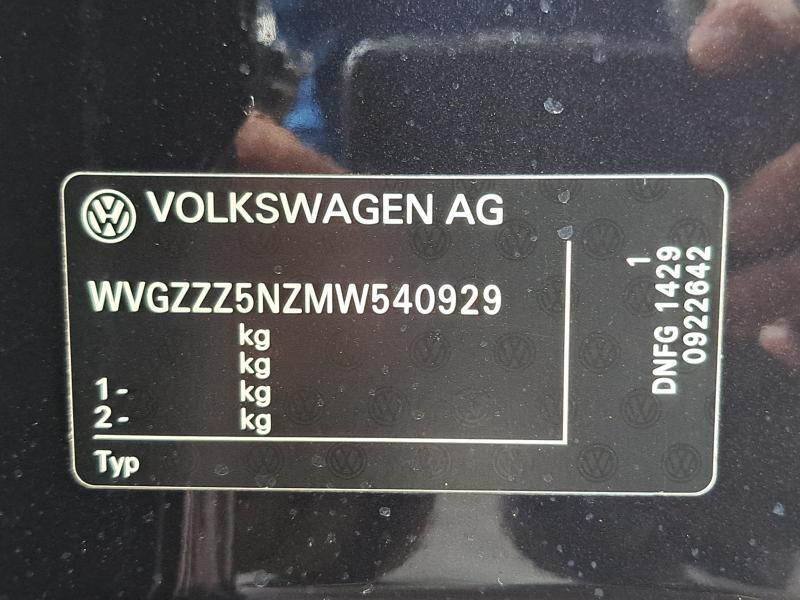 VOLKSWAGEN AG
WVGZZZ5NZMW540929
kg
kg
1- kg
2- kg
Typ
1
DNFG 1429
0922642